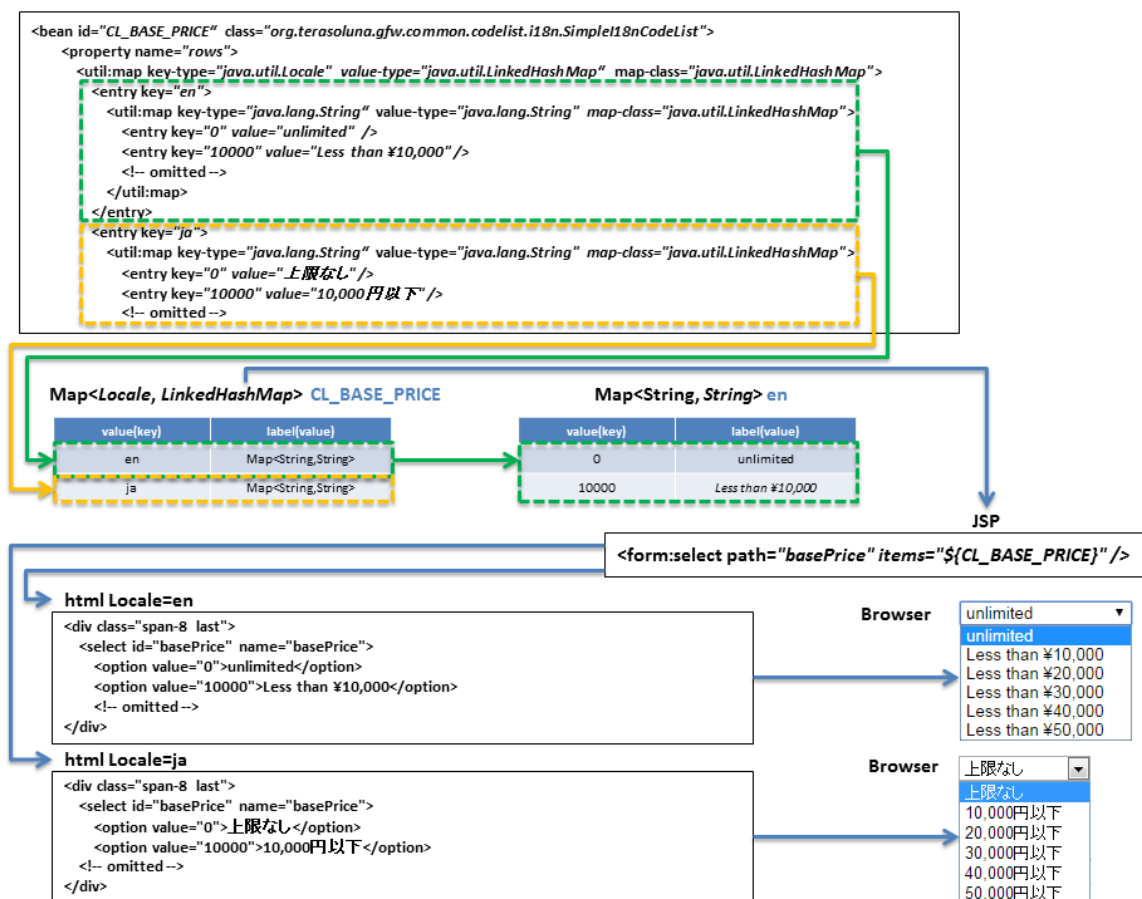 <bean id="CL_BASE_PRICE" class="org.terasoluna.gfw.common.codelist.i18n.SimpleI18nCodeList">
<property name="rows">
<util:map key-type="java.util.Locale" value-type="java.util.LinkedHashMap" map-class="java.util.LinkedHashMap">
<entry key="en">
<util:map key-type="java.lang.String" value-type="java.lang.String" map-class="java.util.LinkedHashMap">
<entry key="0" value="unlimited" />
<entry key="10000" value="Less than ¥10,000"/>
<!-- omitted -->
</util:map>
</entry>
<entry key="ja">
<util:map key-type="java.lang.String" value-type="java.lang.String" map-class="java.util.LinkedHashMap">
<entry key="0" value="上限なし"/>
<entry key="10000" value="10,000円以下"/>
<!-- omitted -->
Map<Locale, LinkedHashMap> CL_BASE_PRICE
value(key) label(value)
en Map<String,String>
ja Map<String,String>
Map<String, String> en
value(key) label(value)
0 unlimited
10000 Less than ¥10,000
JSP
<form:select path="basePrice" items="${CL_BASE_PRICE}" />
html Locale=en
<div class="span-8 last">
<select id="basePrice" name="basePrice">
<option value="0">unlimited</option>
<option value="10000">Less than ¥10,000</option>
<!-- omitted -->
</div>
Browser
unlimited
unlimited
Less than ¥10,000
Less than ¥20,000
Less than ¥30,000
Less than ¥40,000
Less than ¥50,000
html Locale=ja
<div class="span-8 last">
<select id="basePrice" name="basePrice">
<option value="0">上限なし</option>
<option value="10000">10,000円以下</option>
<!-- omitted -->
</div>
Browser
上限なし
上限なし
10,000円以下
20,000円以下
30,000円以下
40,000円以下
50,000円以下